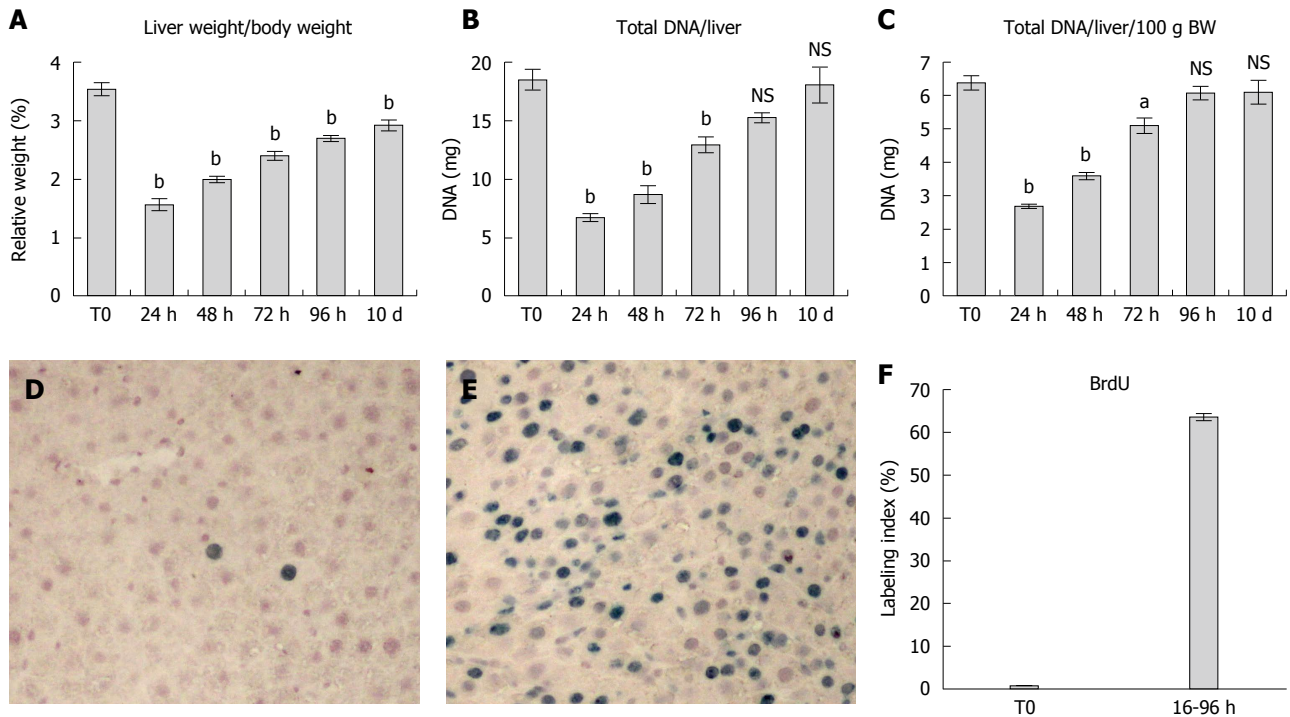 A
Liver weight/body weight
Relative weight (%)
4
3
2
1
0
b
b
b
b
b
T0 24 h 48 h 72 h 96 h 10 d
B
Total DNA/liver
DNA (mg)
20
15
10
5
0
b
b
b
NS
NS
T0 24 h 48 h 72 h 96 h 10 d
C
Total DNA/liver/100 g BW
DNA (mg)
7
6
5
4
3
2
1
0
b
b
a
NS
NS
T0 24 h 48 h 72 h 96 h 10 d
D
E
F
BrdU
Labeling index (%)
70
60
50
40
30
20
10
0
T0 16-96 h